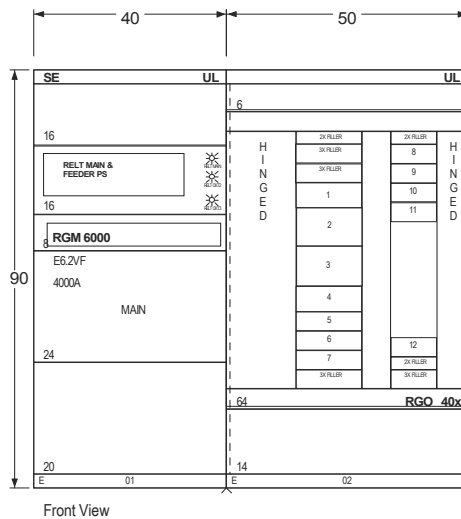 40
50
SE
UL
UL
6
16
2X FILLER
3X FILLER
3X FILLER
1
2
3
4
5
6
7
3X FILLER
HINGED
2X FILLER
8
9
10
11
12
2X FILLER
3X FILLER
HINGED
RELT MAIN &
FEEDER PS
RELT MAIN
16
RGM 6000
8
E6.2VF
4000A
MAIN
90
24
64
RGO 40x
20
14
E
01
E
02
Front View